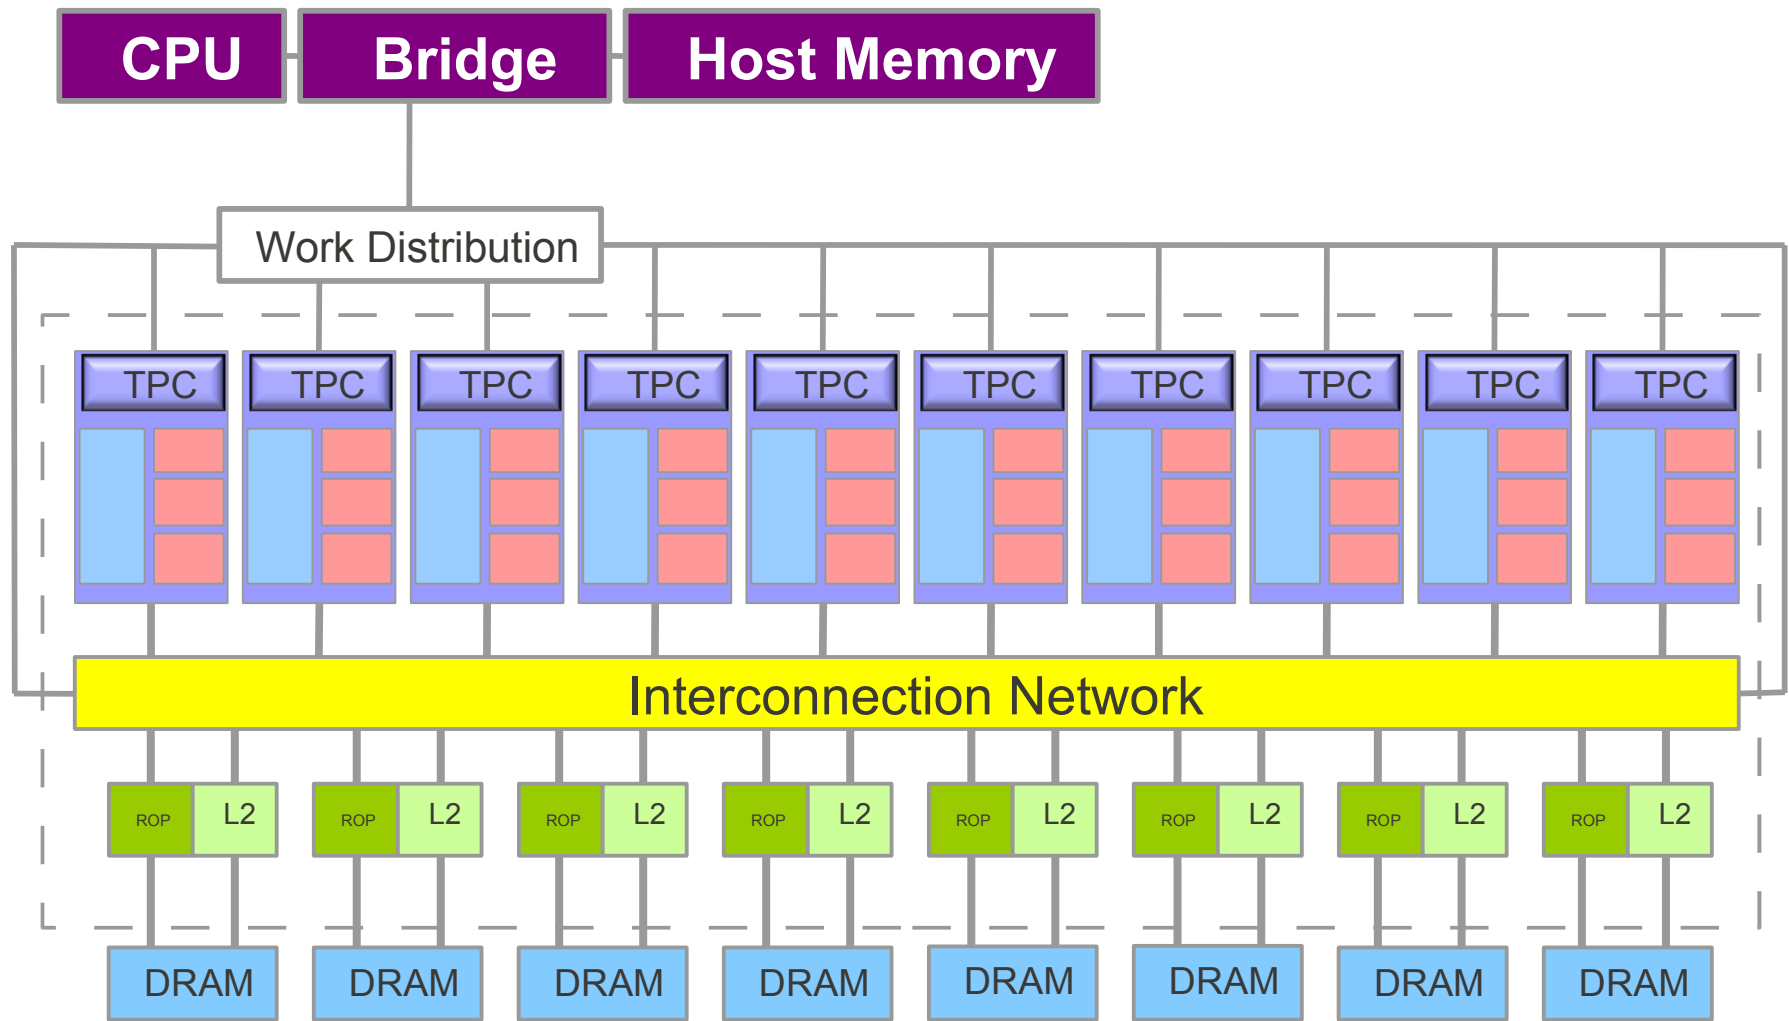 CPU Bridge Host Memory
Work Distribution
TPC TPC TPC TPC TPC TPC TPC TPC TPC TPC
Interconnection Network
ROP L2 ROP L2 ROP L2 ROP L2 ROP L2 ROP L2 ROP L2 ROP L2
DRAM DRAM DRAM DRAM DRAM DRAM DRAM DRAM